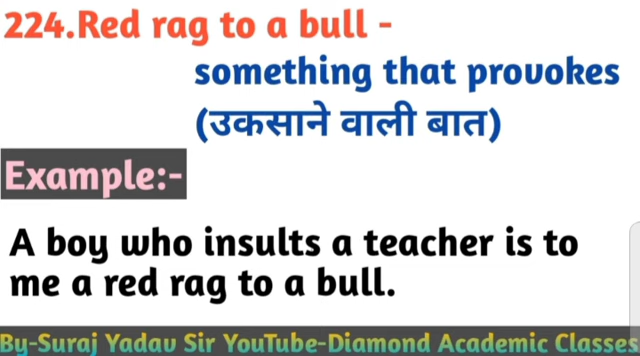 224.Red rag to a bull -
something that provokes
(उकसाने वाली बात)
Example:-
A boy who insults a teacher is to
me a red rag to a bull.
By-Suraj Yadav Sir YouTube-Diamond Academic Classes